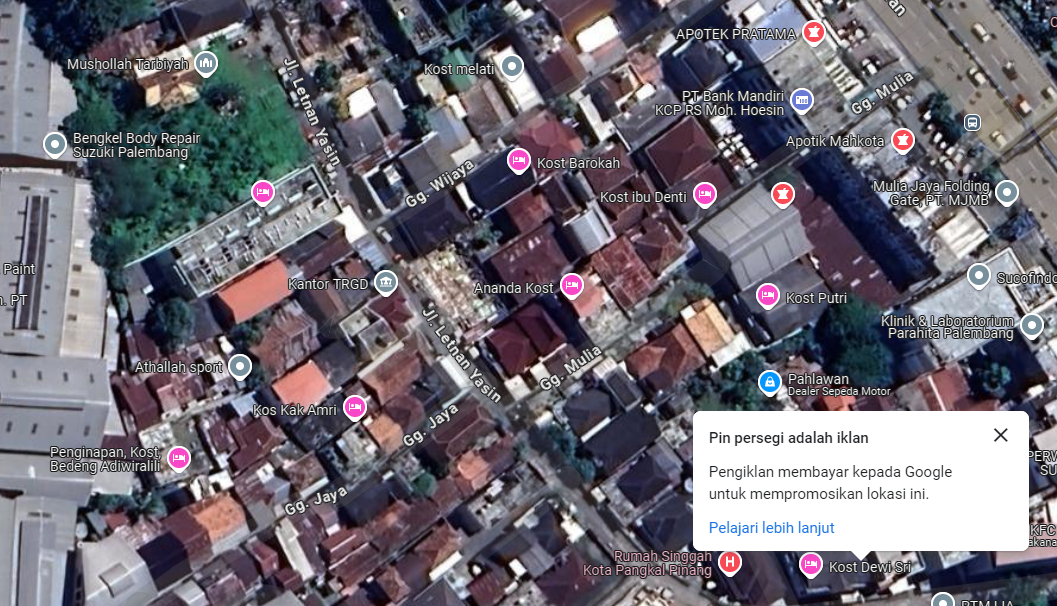 APOTEK PRATAMA
Mushollah Tarbiyah
Kost melati
Jl. Letnan Yasin
PT Bank Mandiri
KCP RS Moh. Hoesin
Gg. Mulia
Bengkel Body Repair
Suzuki Palembang
Apotik Mahkota
Kost Barokah
Gg. Wijaya
Kost ibu Denti
Mulia Jaya Folding
Gate, PT. MJMB
Paint
PT
Kantor TRGD
Ananda Kost
Kost Putri
Sucofindo
Klinik & Laboratorium
Parahita Palembang
Jl. Letnan Yasin
Gg. Mulia
Athallah sport
Pahlawan
Dealer Sepeda Motor
Kos Kak Amri
Gg. Jaya
Penginapan, Kost,
Bedeng Adiwiralili
Gg. Jaya
Pin persegi adalah iklan
Pengiklan membayar kepada Google
untuk mempromosikan lokasi ini.
Pelajari lebih lanjut
KFC
Rumah Singgah
Kota Pangkal Pinang
H
Kost Dewi Sri